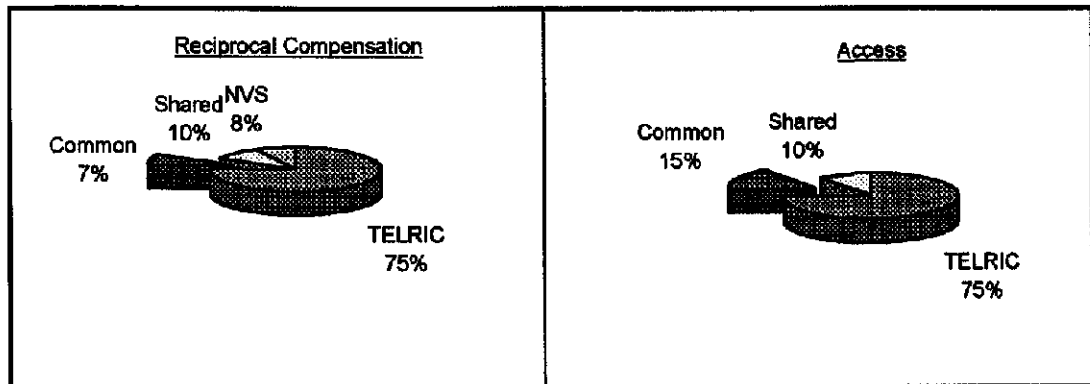 Reciprocal Compensation
Shared NVS
10% 8%
Common
7%
TELRIC
75%
Access
Shared
Common 10%
15%
TELRIC
75%